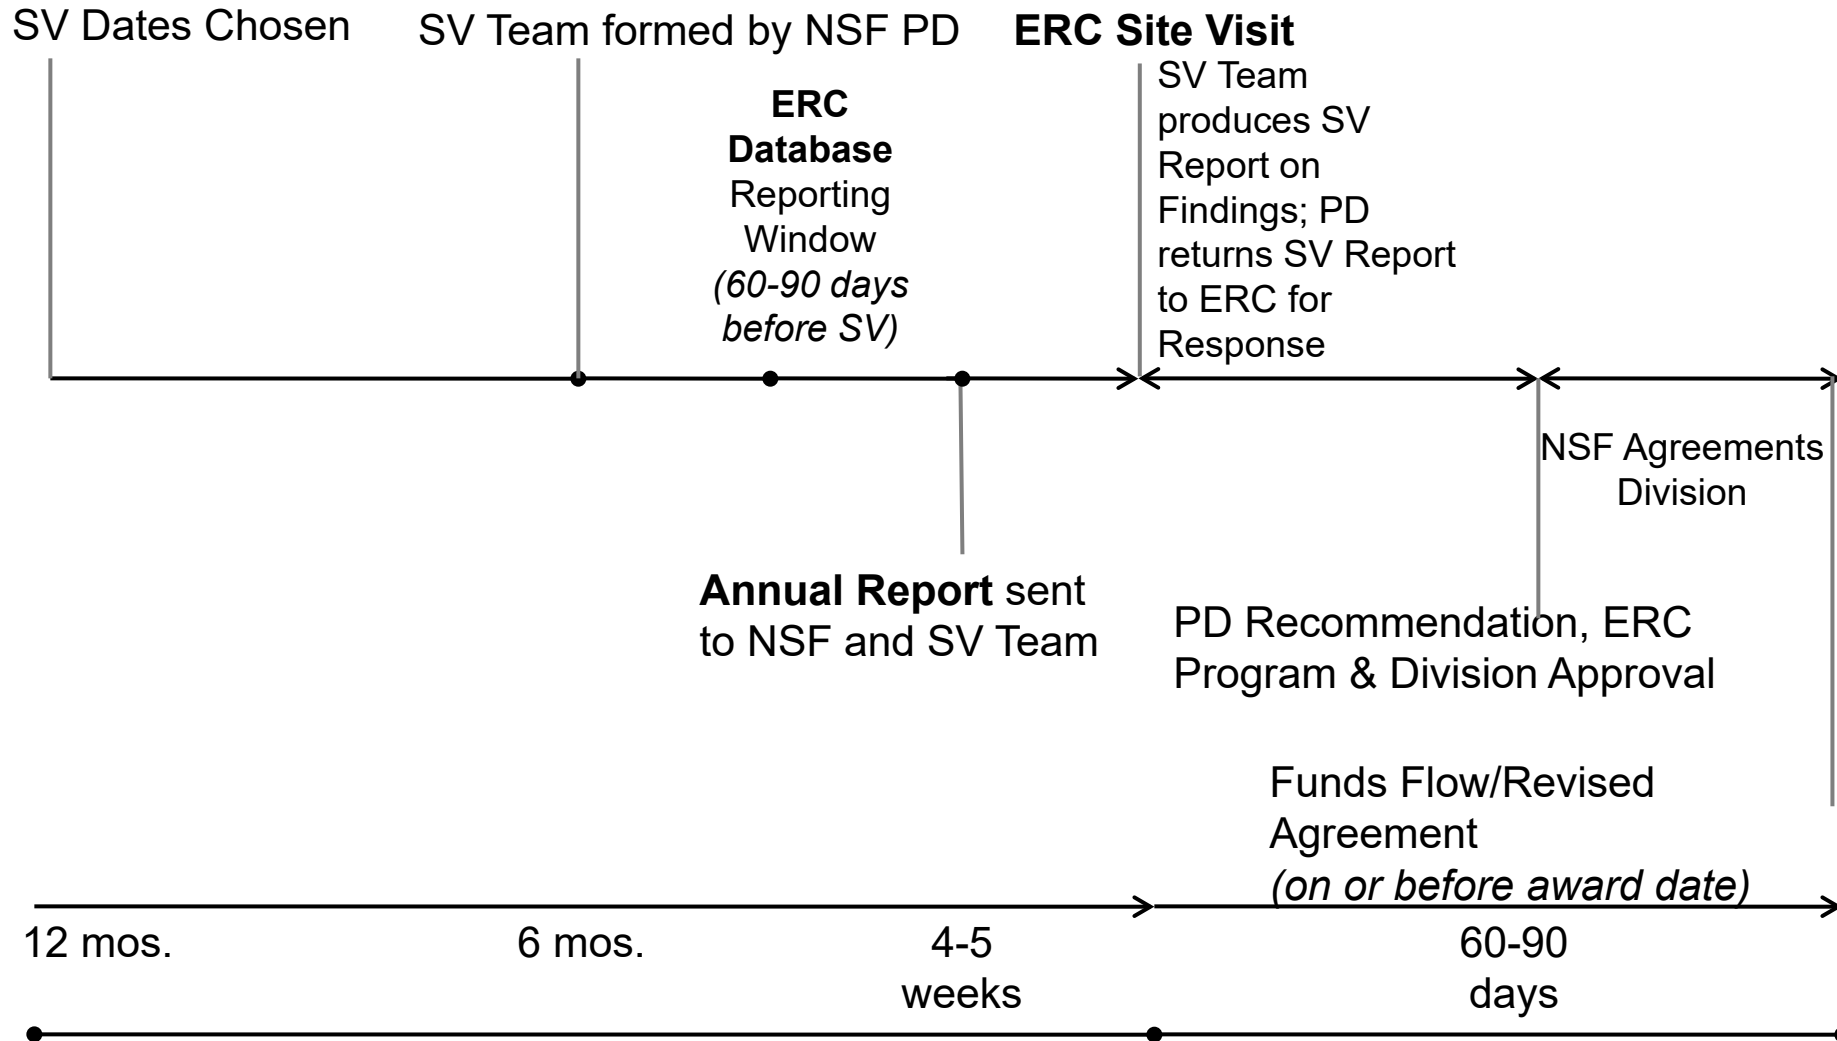 SV Dates Chosen
SV Team formed by NSF PD
ERC Site Visit
ERC
Database
Reporting
Window
(60-90 days
before SV)
SV Team
produces SV
Report on
Findings; PD
returns SV Report
to ERC for
Response
NSF Agreements
Division
Annual Report sent
to NSF and SV Team
PD Recommendation, ERC
Program & Division Approval
Funds Flow/Revised
Agreement
(on or before award date)
12 mos.
6 mos.
4-5
weeks
60-90
days